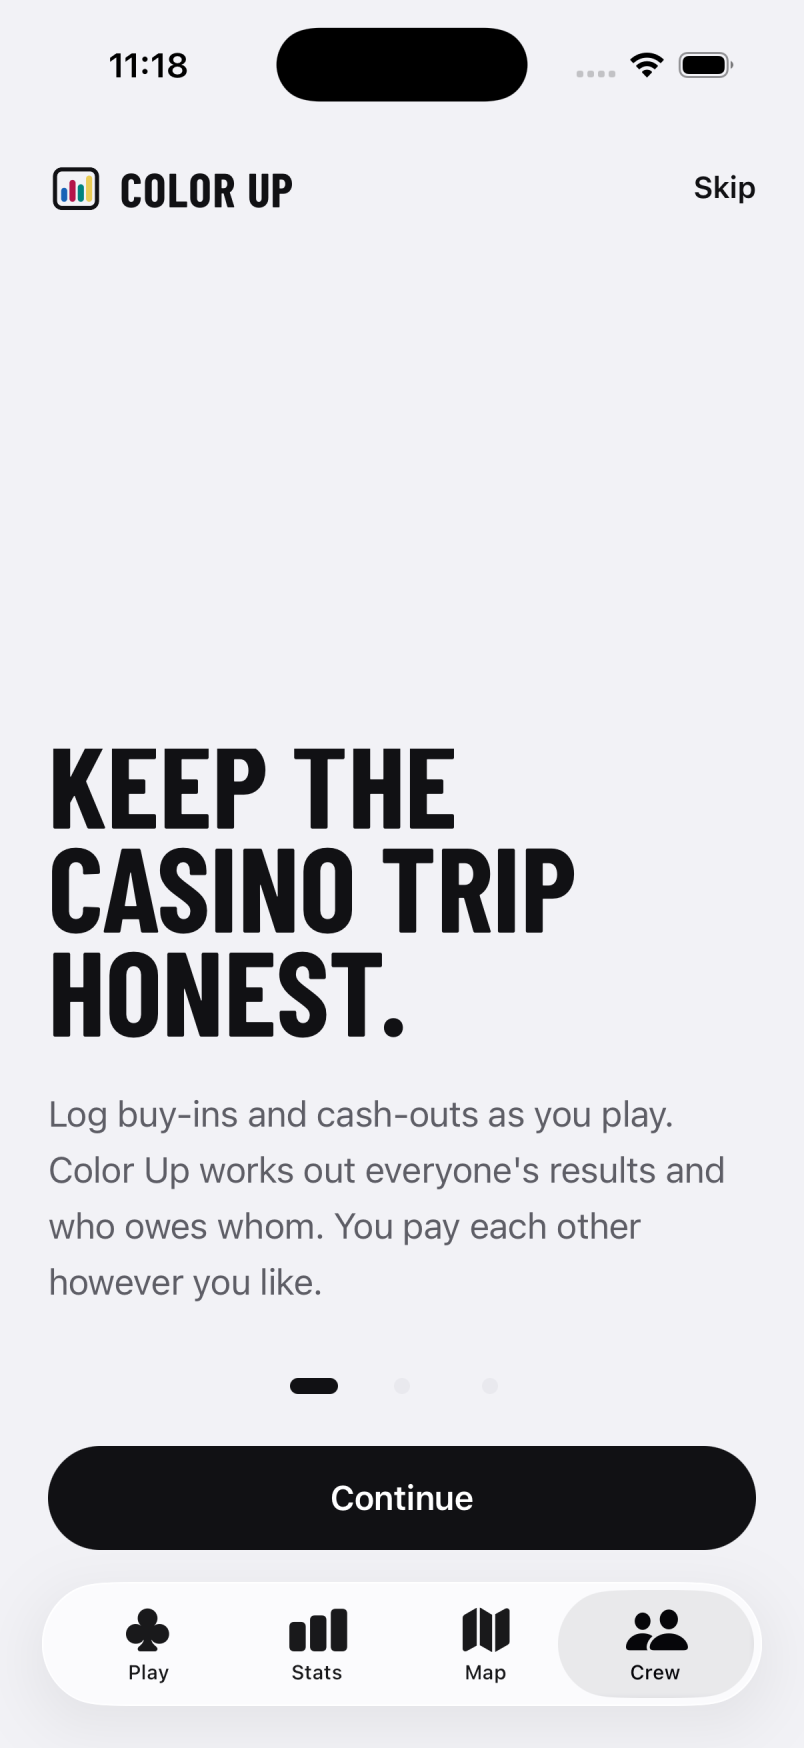 11:18
COLOR UP
Skip
KEEP THE
CASINO TRIP
HONEST.
Log buy-ins and cash-outs as you play.
Color Up works out everyone's results and
who owes whom. You pay each other
however you like.
Continue
Play
Stats
Map
Crew